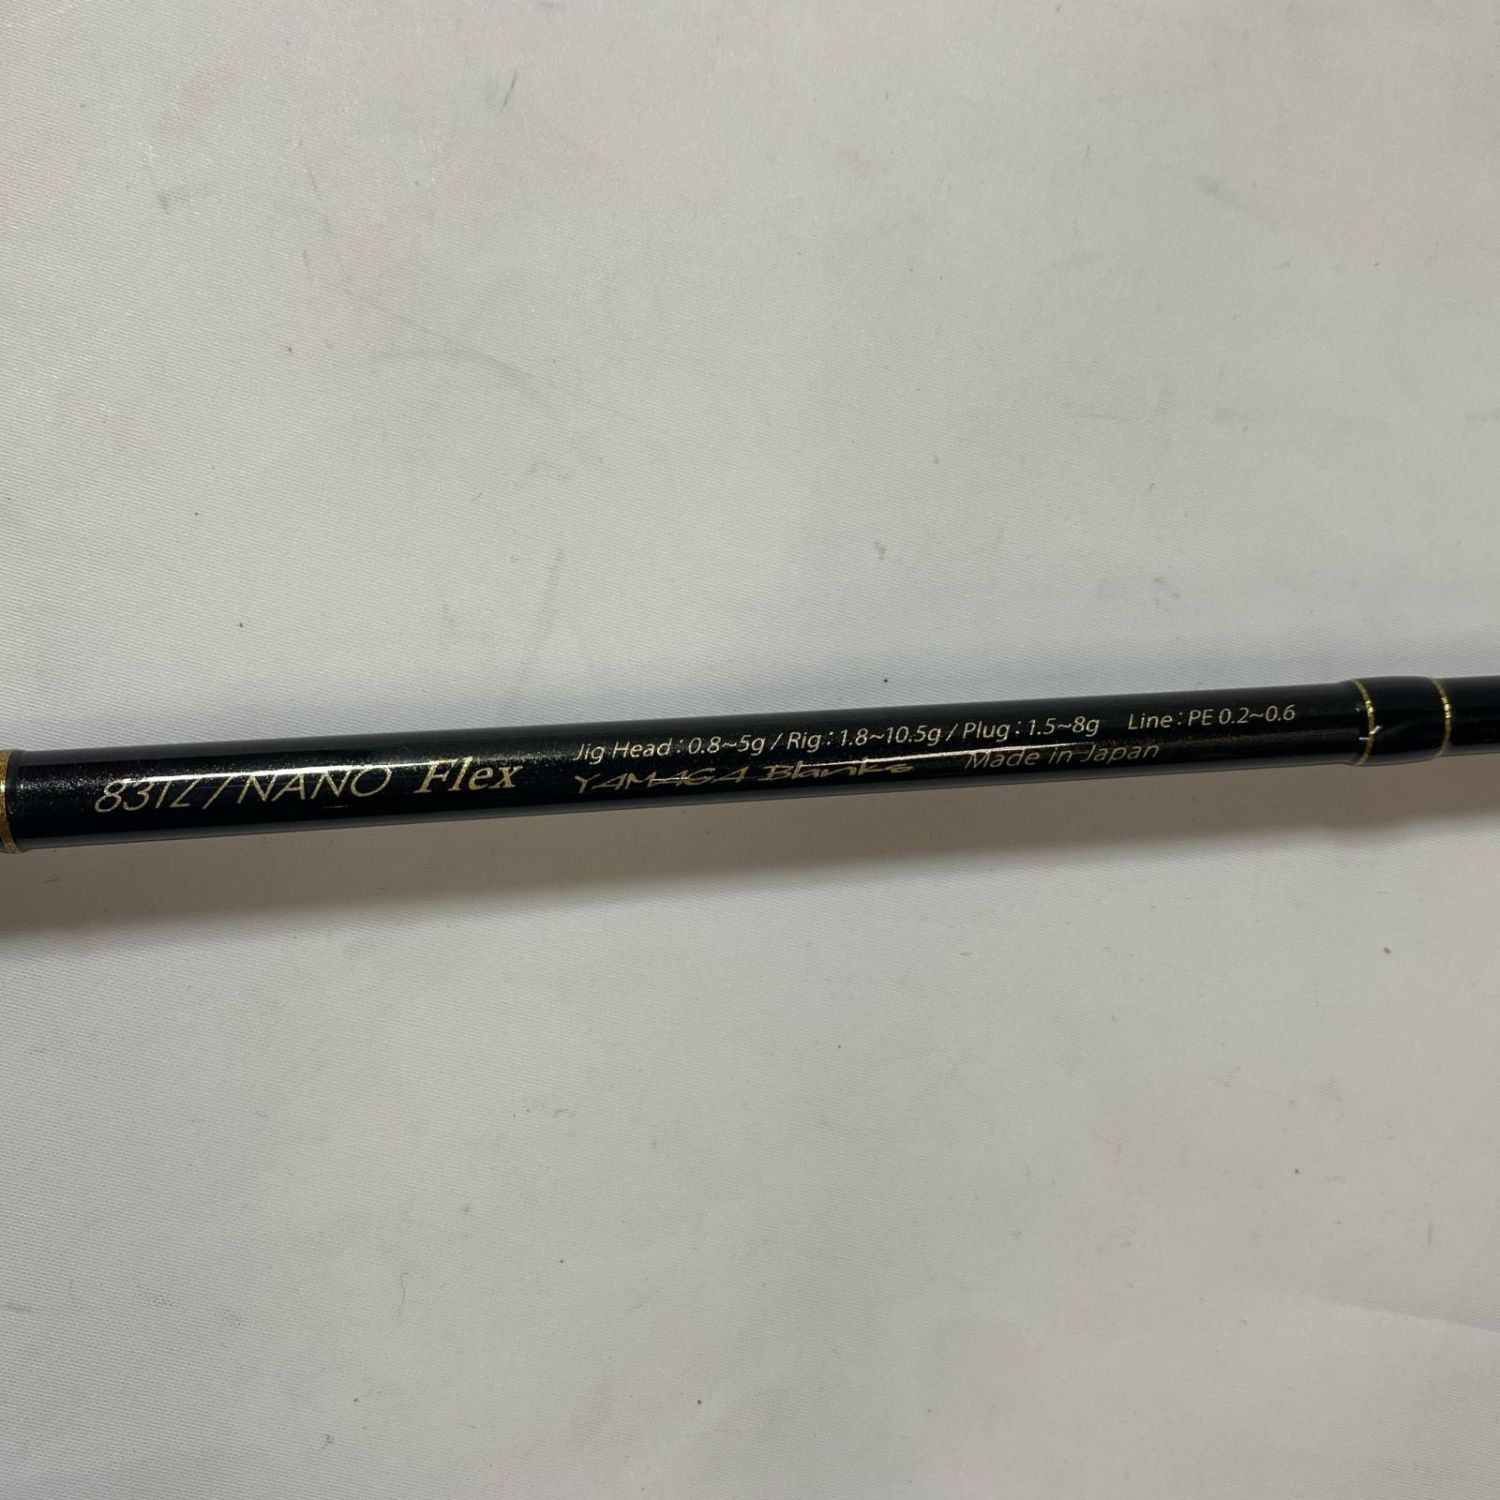 83TZ/NANO Flex
Jig Head : 0.8~5g / Rig : 1.8~10.5g / Plug : 1.5~8g Line : PE 0.2~0.6
YAMAGA Blanks Made in Japan